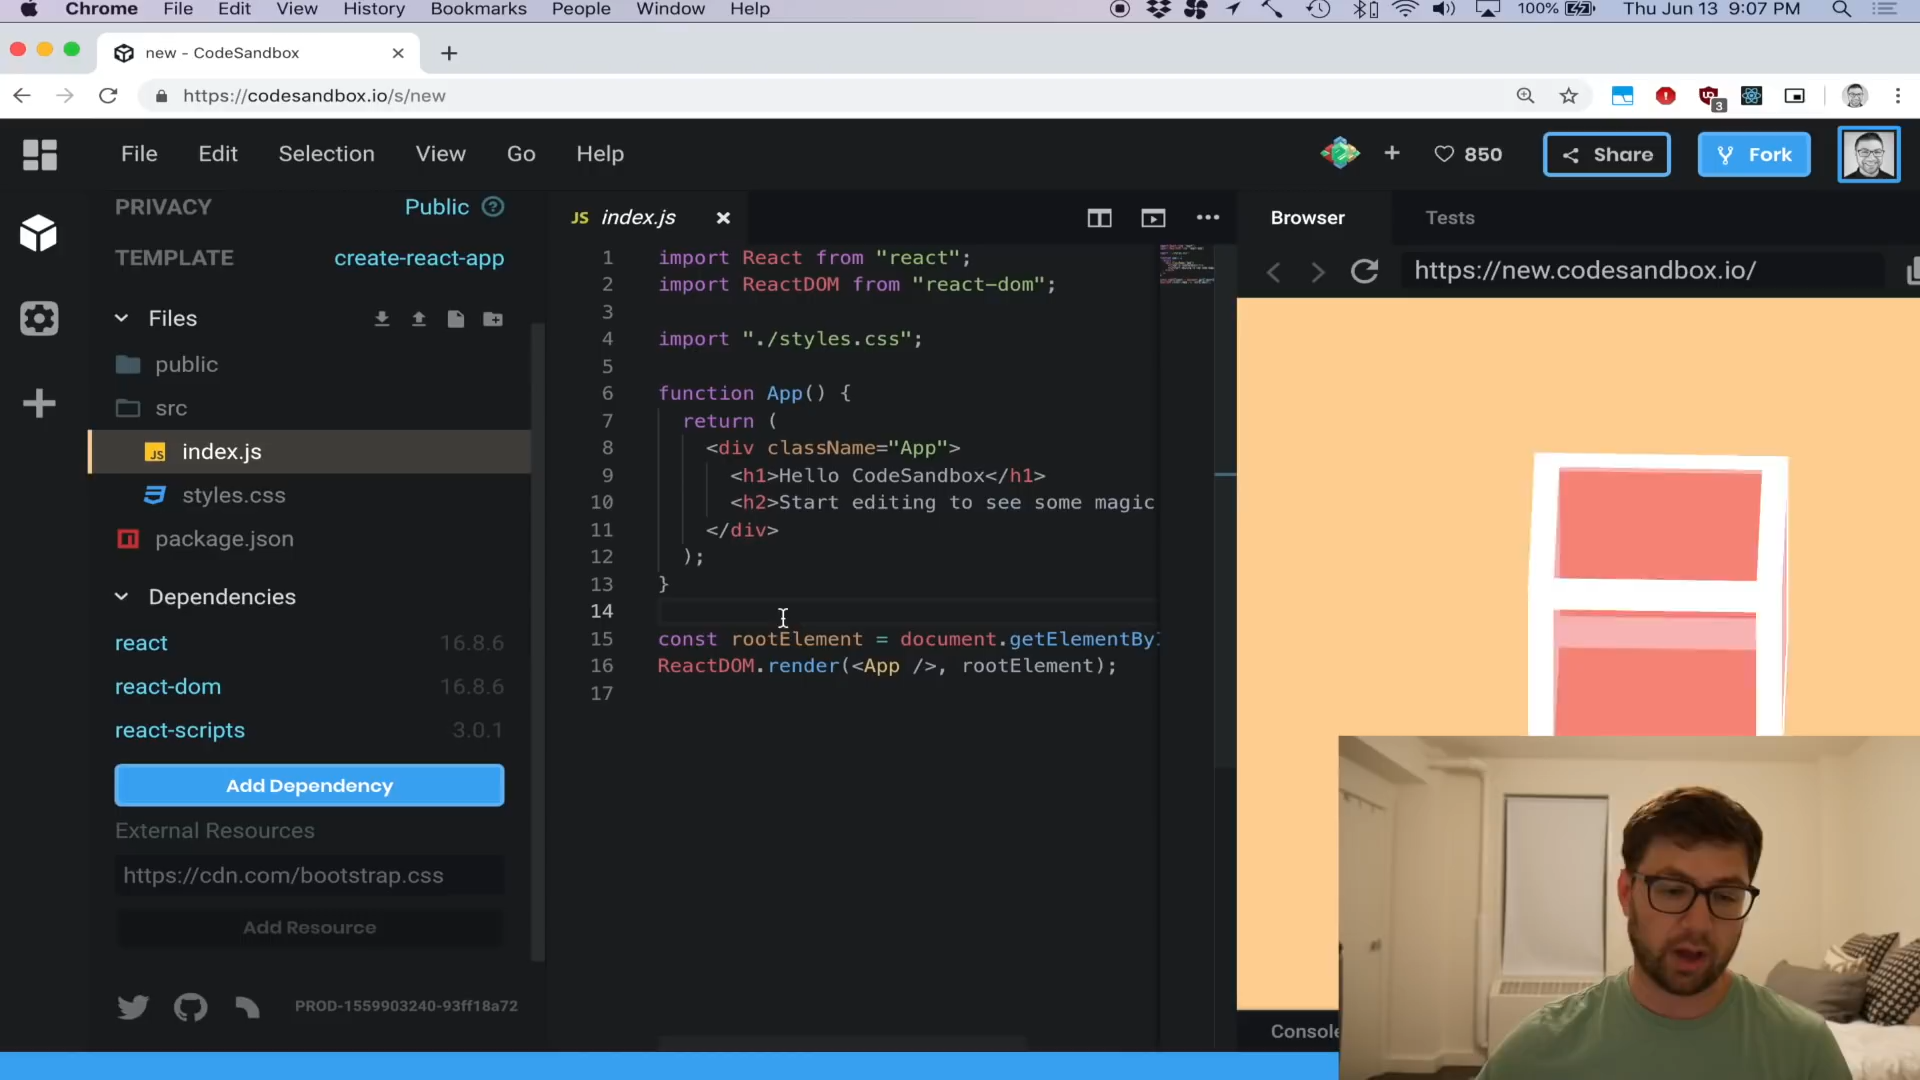 Chrome File Edit View History Bookmarks People Window Help 100% Thu Jun 13 9:07 PM
new - CodeSandbox
https://codesandbox.io/s/new
3
File Edit Selection View Go Help 850 Share Fork
PRIVACY Public
TEMPLATE create-react-app
Files
public
src
JS index.js
styles.css
package.json
Dependencies
react 16.8.6
react-dom 16.8.6
react-scripts 3.0.1
Add Dependency
External Resources
https://cdn.com/bootstrap.css
Add Resource
PROD-1559903240-93ff18a72
JS index.js
1 import React from "react";
2 import ReactDOM from "react-dom";
3
4 import "./styles.css";
5
6 function App() {
7 return (
8 <div className="App">
9 <h1>Hello CodeSandbox</h1>
10 <h2>Start editing to see some magic
11 </div>
12 );
13 }
14
15 const rootElement = document.getElementBy
16 ReactDOM.render(<App />, rootElement);
17
Browser Tests
https://new.codesandbox.io/
Console